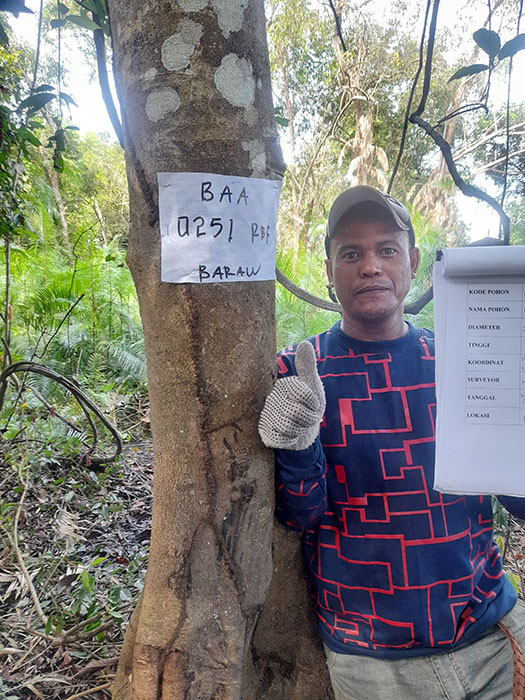 BAA
0251 RBF
BARAW
KODE POHON
NAMA POHON
DIAMETER
TINGGI
KOORDINAT
SURVEYOR
TANGGAL
LOKASI